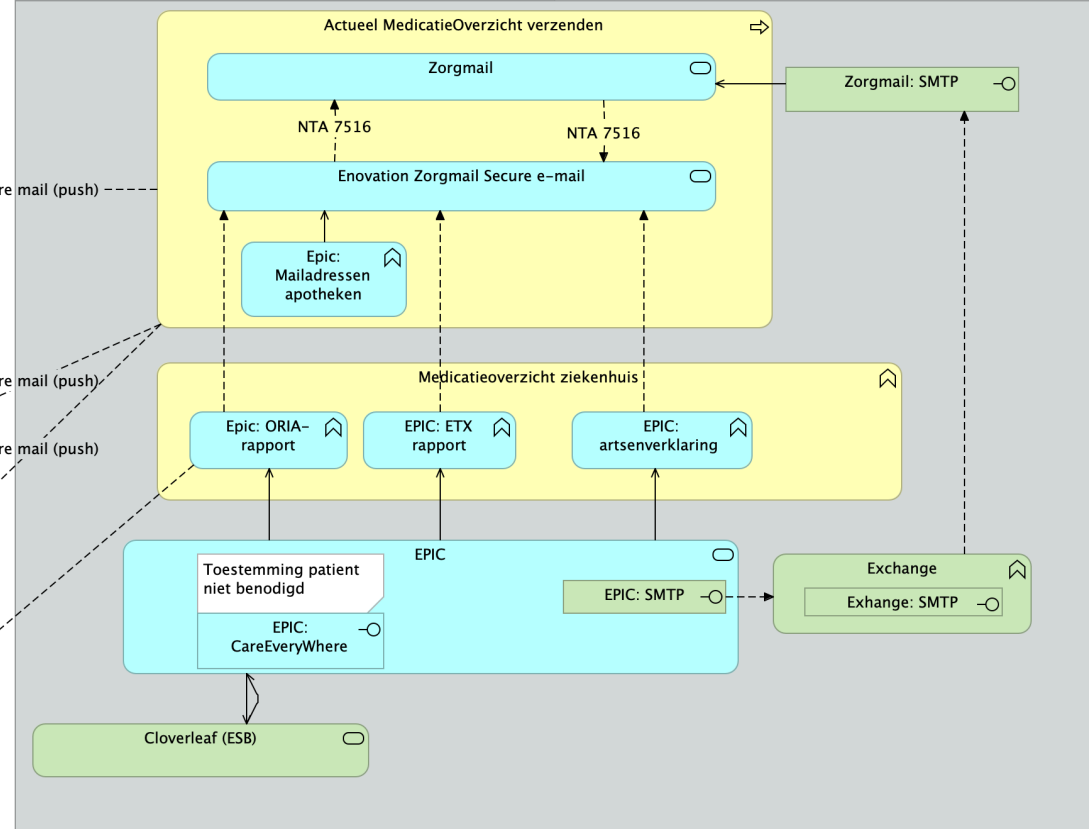 Actueel MedicatieOverzicht verzenden
Zorgmail
Zorgmail: SMTP
NTA 7516
NTA 7516
Enovation Zorgmail Secure e-mail
re mail (push)
Epic:
Mailadressen
apotheken
re mail (push)
Medicatieoverzicht ziekenhuis
Epic: ORIA-
rapport
EPIC: ETX
rapport
EPIC:
artsenverklaring
re mail (push)
EPIC
Toestemming patient
niet benodigd
EPIC: SMTP
EPIC:
CareEveryWhere
Exchange
Exhange: SMTP
Cloverleaf (ESB)